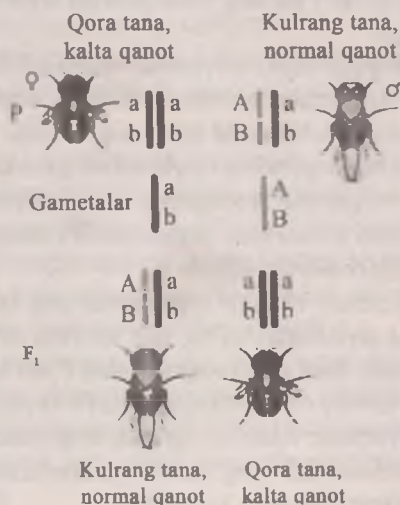 Qora tana, kalta qanot
Kulrang tana, normal qanot
♀ P
a a
b b
A a
B b
♂
Gametalar
a
b
A
B
A a
B b
a a
b b
F₁
Kulrang tana, normal qanot
Qora tana, kalta qanot